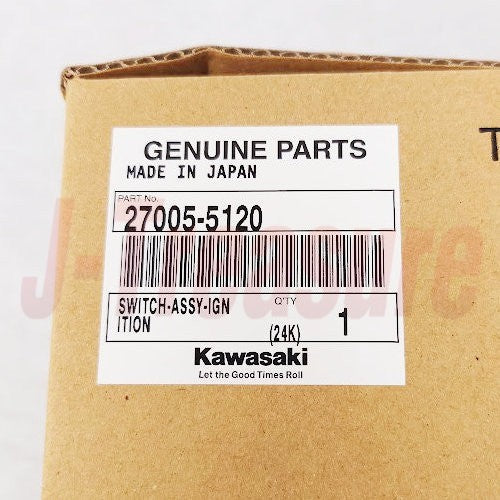 GENUINE PARTS
MADE IN JAPAN
PART No.
27005-5120
SWITCH-ASSY-IGN
ITION
(24K)
Q'TY
1
Kawasaki
Let the Good Times Roll
J-Treasure
T